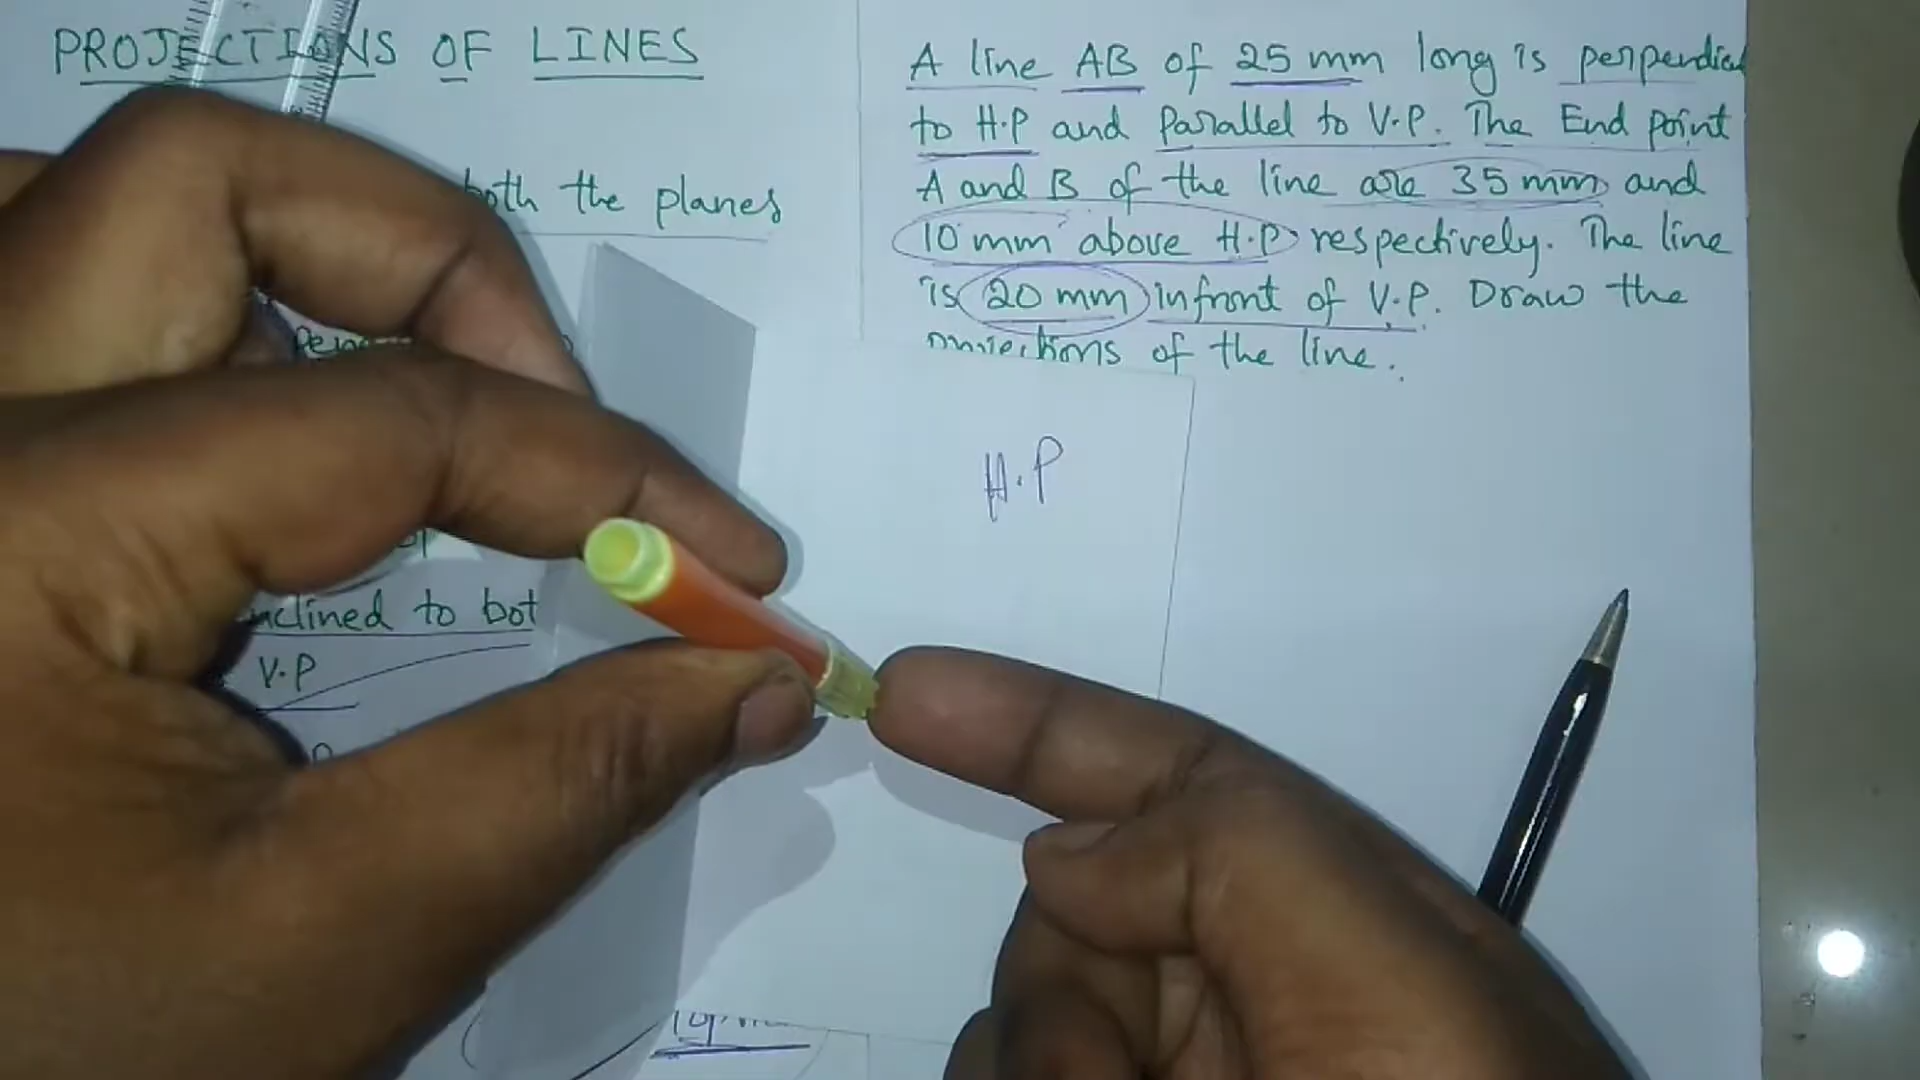 PROJECTIONS OF LINES
both the planes
inclined to bot
V.P
A line AB of 25 mm long is perpendicul
to H.P and parallel to V.P. The End point
A and B of the line are 35 mm and
10 mm above H.P respectively. The line
is 20 mm infront of V.P. Draw the
projections of the line.
H.P